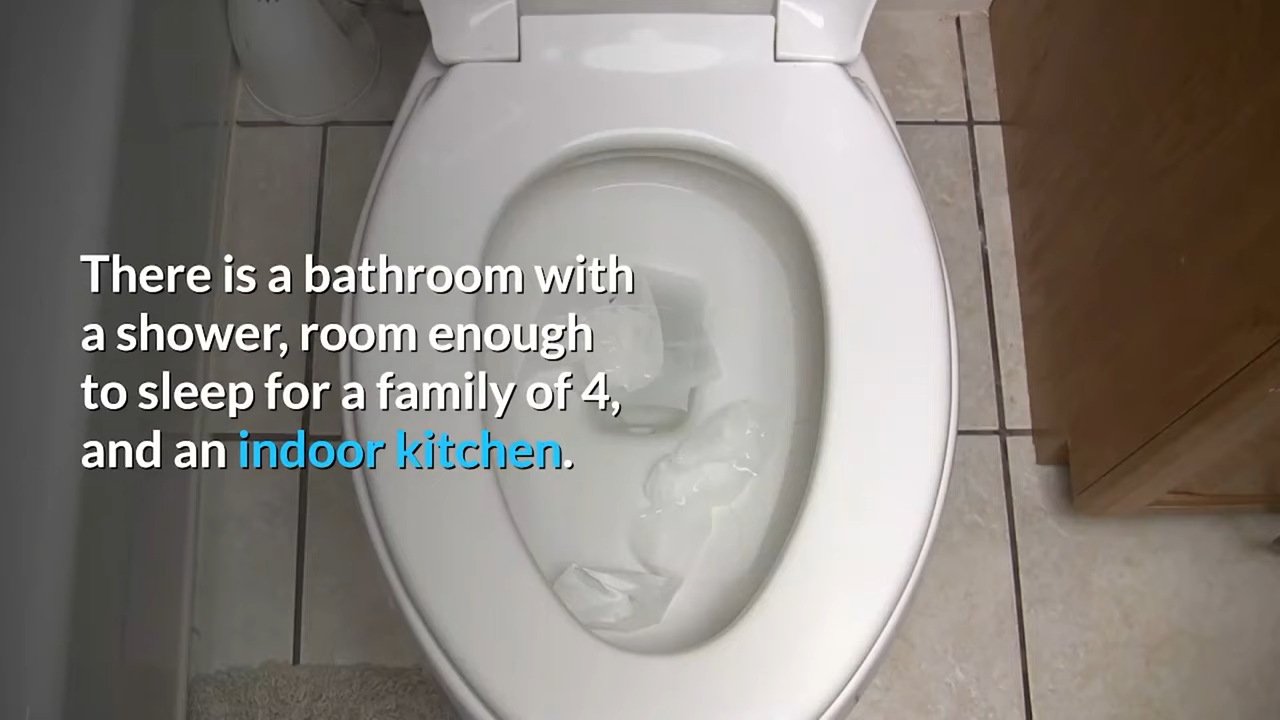 There is a bathroom with
a shower, room enough
to sleep for a family of 4,
and an indoor kitchen.